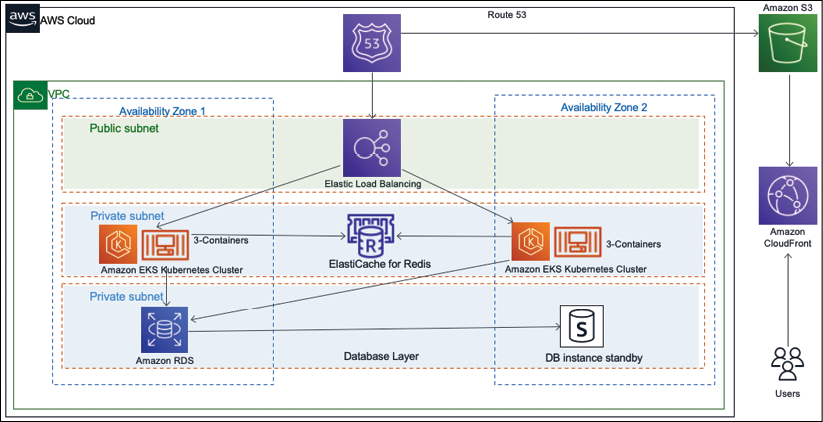 aws
AWS Cloud
Route 53
Amazon S3
53
VPC
Availability Zone 1
Availability Zone 2
Public subnet
Elastic Load Balancing
Private subnet
3-Containers
R
3-Containers
Amazon EKS Kubernetes Cluster
ElastiCache for Redis
Amazon EKS Kubernetes Cluster
Amazon
CloudFront
Private subnet
S
Amazon RDS
Database Layer
DB instance standby
Users